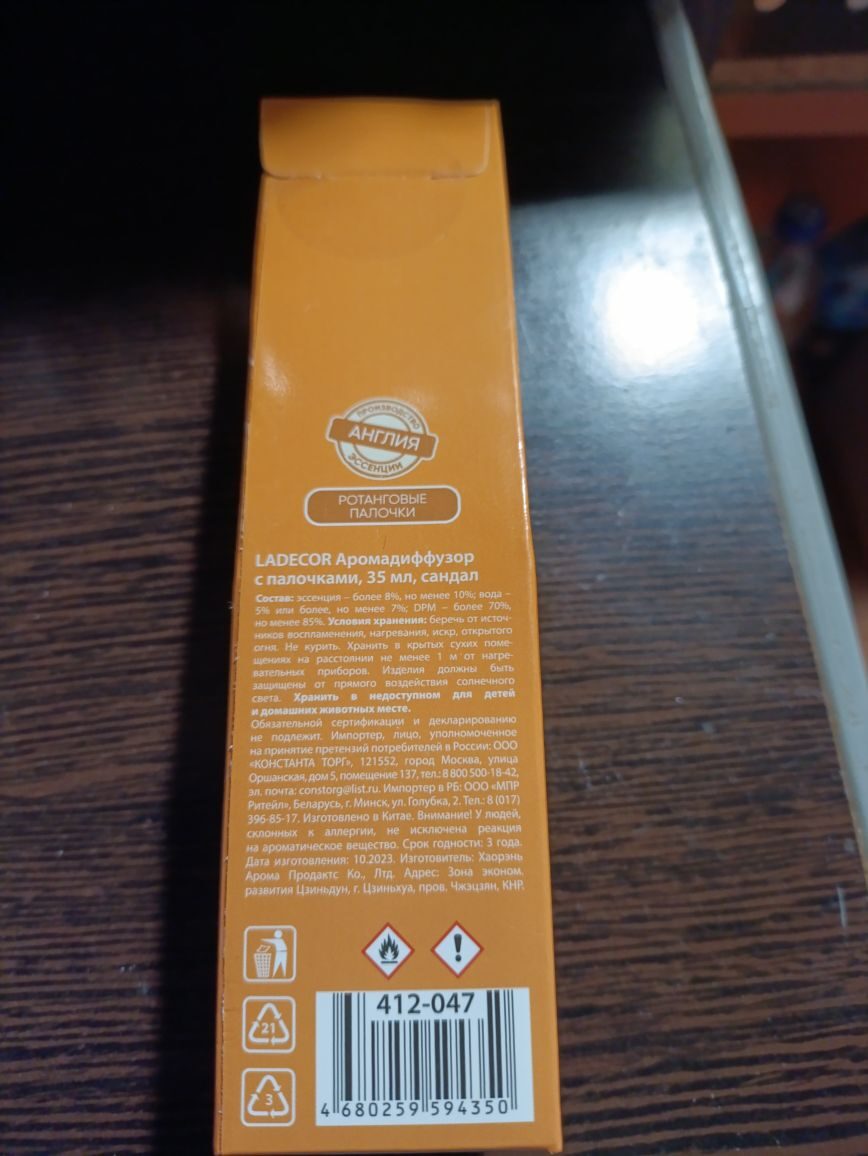 ПРОИЗВОДСТВО
АНГЛИЯ
ЭССЕНЦИИ
РОТАНГОВЫЕ
ПАЛОЧКИ
LADECOR Аромадиффузор
с палочками, 35 мл, сандал
Состав: эссенция – более 8%, но менее 10%; вода –
5% или более, но менее 7%; DPM – более 70%,
но менее 85%. Условия хранения: беречь от источ-
ников воспламенения, нагревания, искр, открытого
огня. Не курить. Хранить в крытых сухих поме-
щениях на расстоянии не менее 1 м от нагре-
вательных приборов. Изделия должны быть
защищены от прямого воздействия солнечного
света. Хранить в недоступном для детей
и домашних животных месте.
Обязательной сертификации и декларированию
не подлежит. Импортер, лицо, уполномоченное
на принятие претензий потребителей в России: ООО
«КОНСТАНТА ТОРГ», 121552, город Москва, улица
Оршанская, дом 5, помещение 137, тел.: 8 800 500-18-42,
эл. почта: constorg@list.ru. Импортер в РБ: ООО «МПР
Ритейл», Беларусь, г. Минск, ул. Голубка, 2. Тел.: 8 (017)
396-85-17. Изготовлено в Китае. Внимание! У людей,
склонных к аллергии, не исключена реакция
на ароматическое вещество. Срок годности: 3 года.
Дата изготовления: 10.2023. Изготовитель: Хаорэнь
Арома Продактс Ко., Лтд. Адрес: Зона эконом.
развития Цзиньдун, г. Цзиньхуа, пров. Чжэцзян, КНР.
21
3
412-047
4 680259 594350